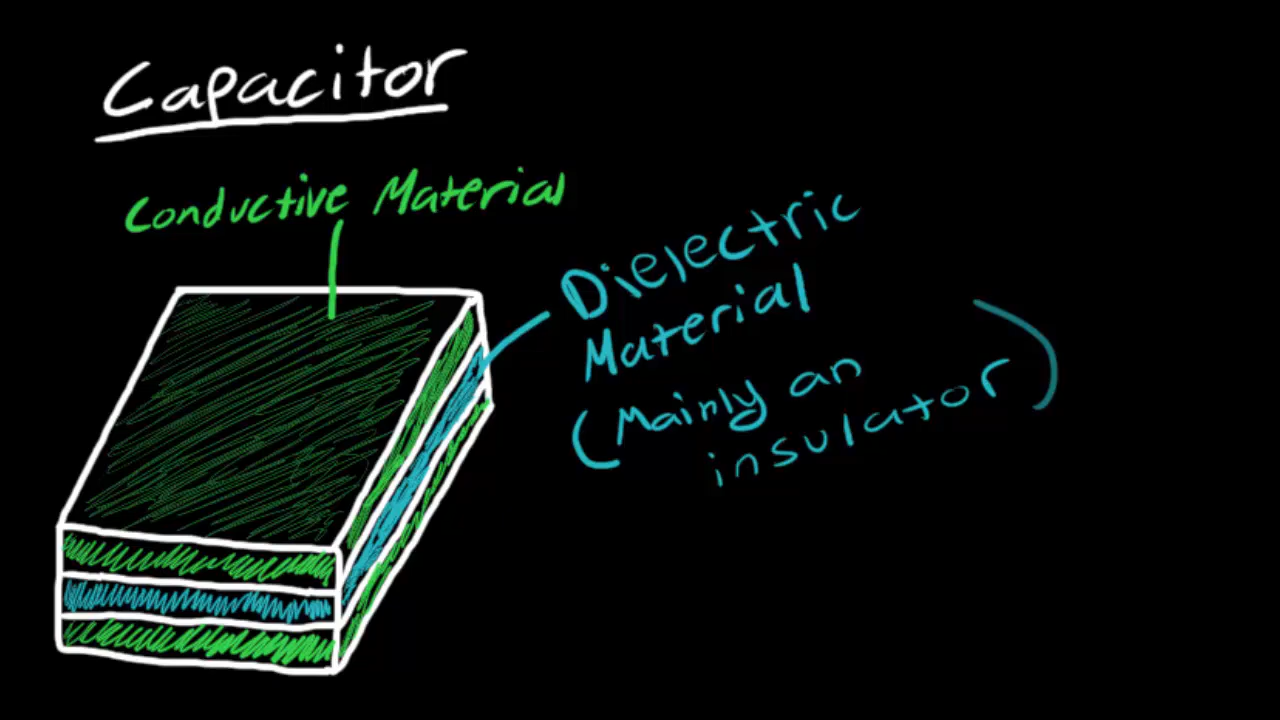 Capacitor
Conductive Material
Dielectric
Material
(Mainly an
insulator)